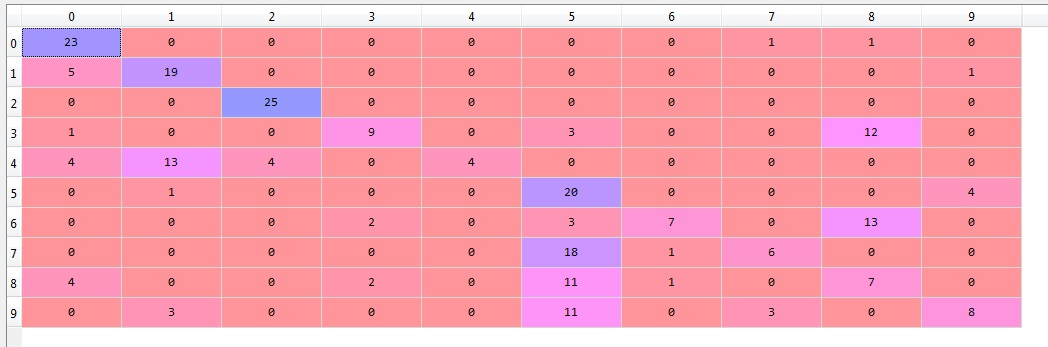 0 1 2 3 4 5 6 7 8 9
0 23 0 0 0 0 0 0 1 1 0
1 5 19 0 0 0 0 0 0 0 1
2 0 0 25 0 0 0 0 0 0 0
3 1 0 0 9 0 3 0 0 12 0
4 4 13 4 0 4 0 0 0 0 0
5 0 1 0 0 0 20 0 0 0 4
6 0 0 0 2 0 3 7 0 13 0
7 0 0 0 0 0 18 1 6 0 0
8 4 0 0 2 0 11 1 0 7 0
9 0 3 0 0 0 11 0 3 0 8